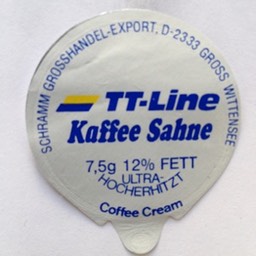 SCHRAMM GROSSHANDEL-EXPORT, D-2333 GROSS WITTENSEE
TT-Line
Kaffee Sahne
7,5g 12% FETT
ULTRA-
HOCHERHITZT
Coffee Cream